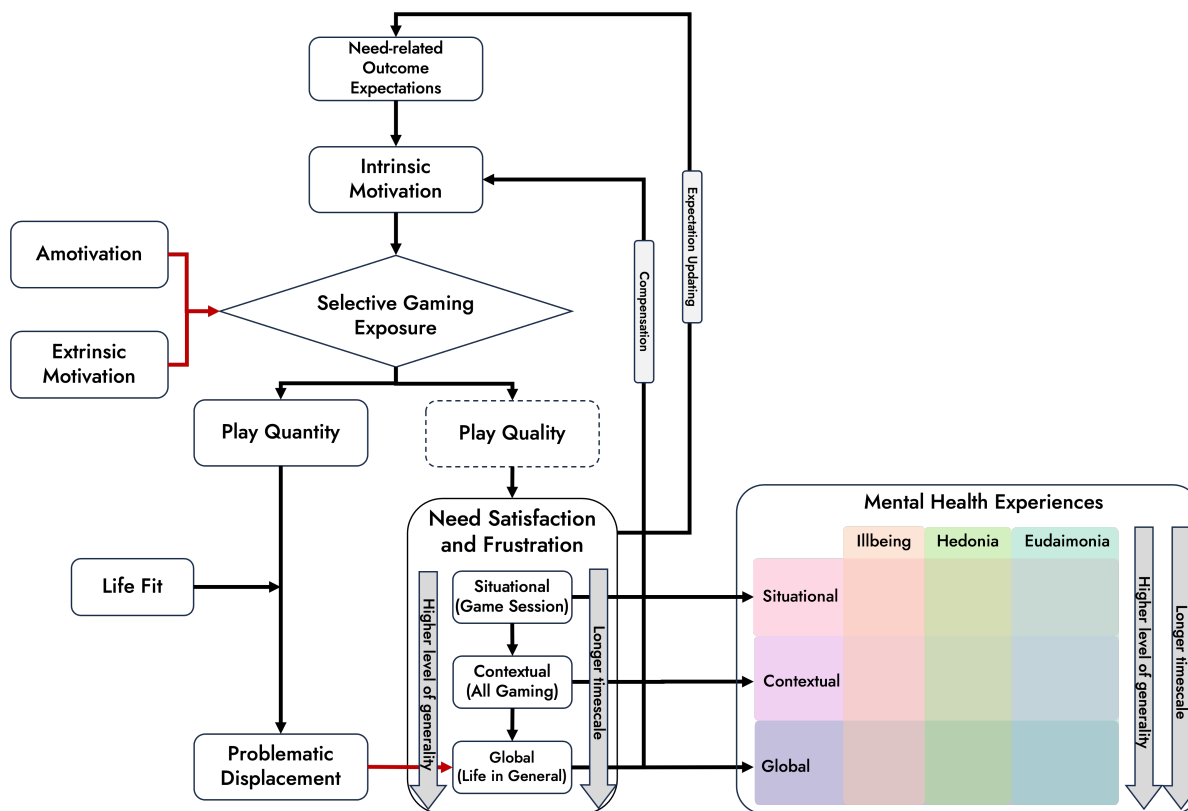 Need-related
Outcome
Expectations
Intrinsic
Motivation
Amotivation
Extrinsic
Motivation
Selective Gaming
Exposure
Compensation
Expectation Updating
Play Quantity
Play Quality
Life Fit
Problematic
Displacement
Need Satisfaction
and Frustration
Higher level of generality
Situational
(Game Session)
Contextual
(All Gaming)
Global
(Life in General)
Longer timescale
Mental Health Experiences
Illbeing
Hedonia
Eudaimonia
Situational
Contextual
Global
Higher level of generality
Longer timescale